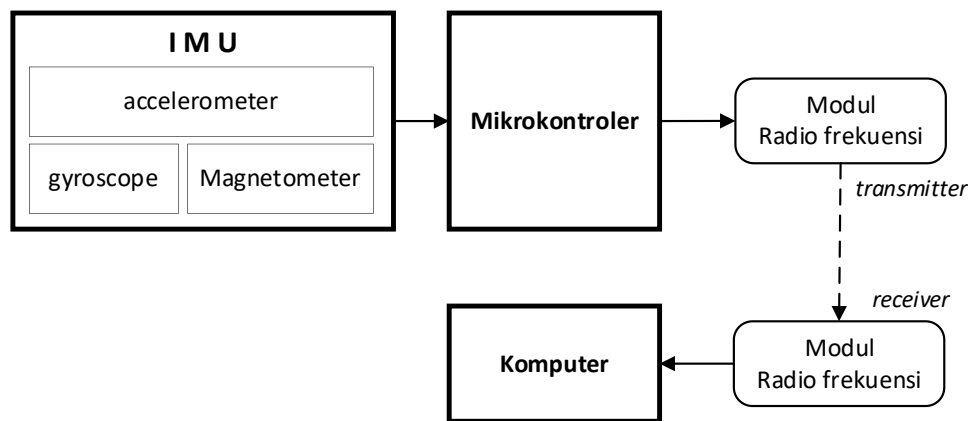 I M U
accelerometer
gyroscope
Magnetometer
Mikrokontroler
Modul
Radio frekuensi
transmitter
receiver
Modul
Radio frekuensi
Komputer